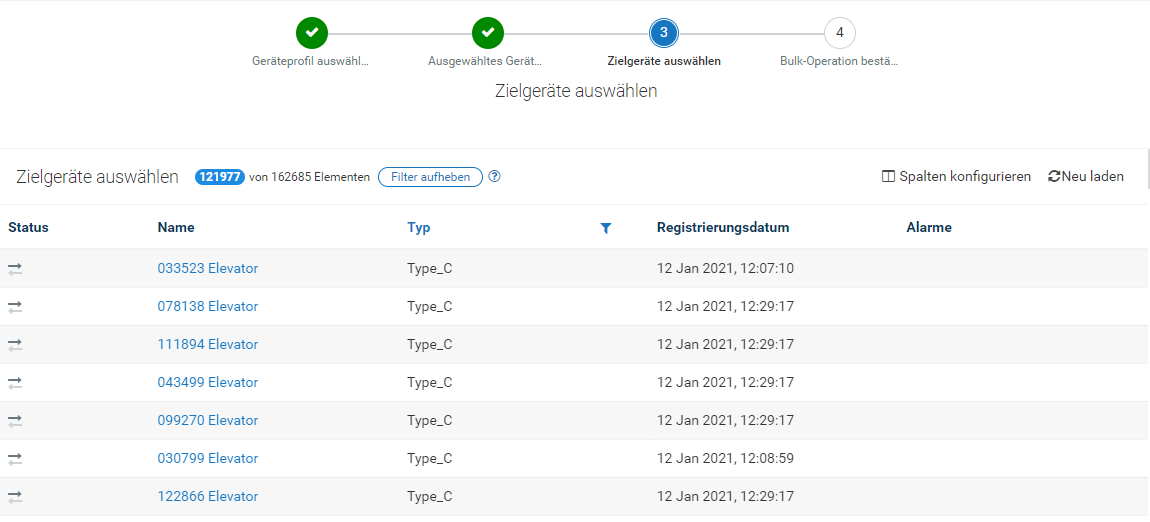 3
4
Geräteprofil auswähl...
Ausgewähltes Gerät...
Zielgeräte auswählen
Bulk-Operation bestä...
Zielgeräte auswählen
Zielgeräte auswählen 121977 von 162685 Elementen Filter aufheben ? Spalten konfigurieren Neu laden
Status Name Typ Registrierungsdatum Alarme
033523 Elevator Type_C 12 Jan 2021, 12:07:10
078138 Elevator Type_C 12 Jan 2021, 12:29:17
111894 Elevator Type_C 12 Jan 2021, 12:29:17
043499 Elevator Type_C 12 Jan 2021, 12:29:17
099270 Elevator Type_C 12 Jan 2021, 12:29:17
030799 Elevator Type_C 12 Jan 2021, 12:08:59
122866 Elevator Type_C 12 Jan 2021, 12:29:17